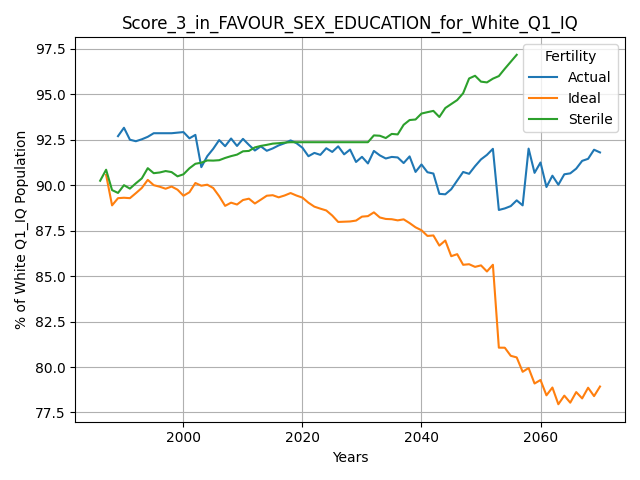 Score_3_in_FAVOUR_SEX_EDUCATION_for_White_Q1_IQ
Fertility
Actual
Ideal
Sterile
% of White Q1_IQ Population
97.5
95.0
92.5
90.0
87.5
85.0
82.5
80.0
77.5
2000
2020
2040
2060
Years